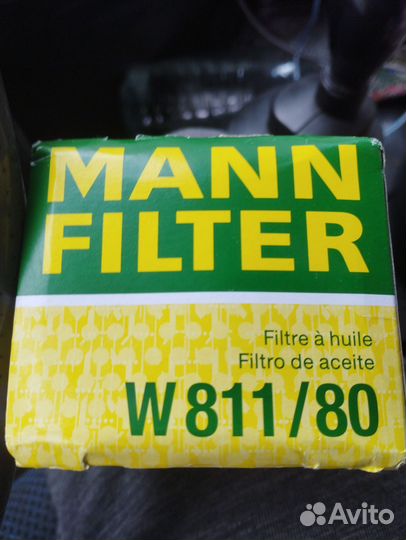 MANN
FILTER
Filtre à huile
Filtro de aceite
W 811/80
Avito